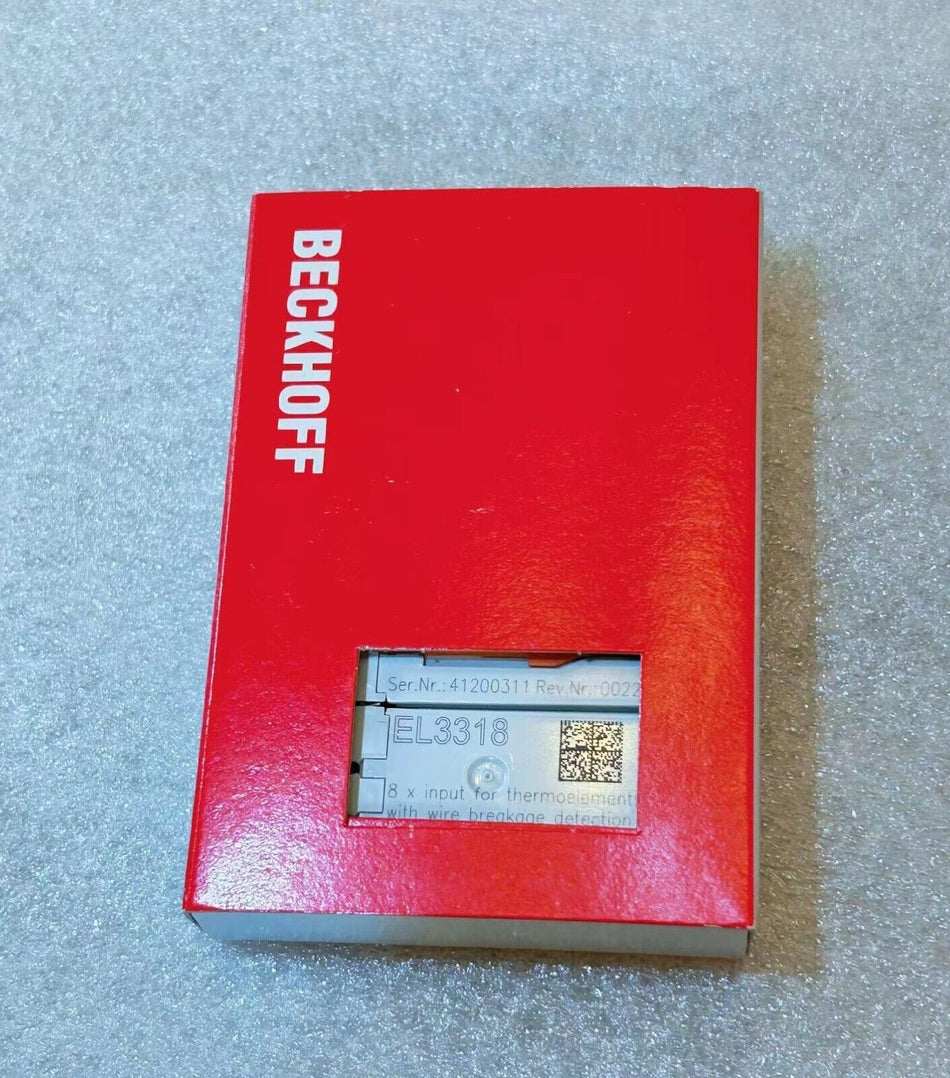 BECKHOFF
Ser.Nr.: 41200311 Rev.Nr.: 0022
EL3318
8 x input for thermoelement
with wire breakage detection